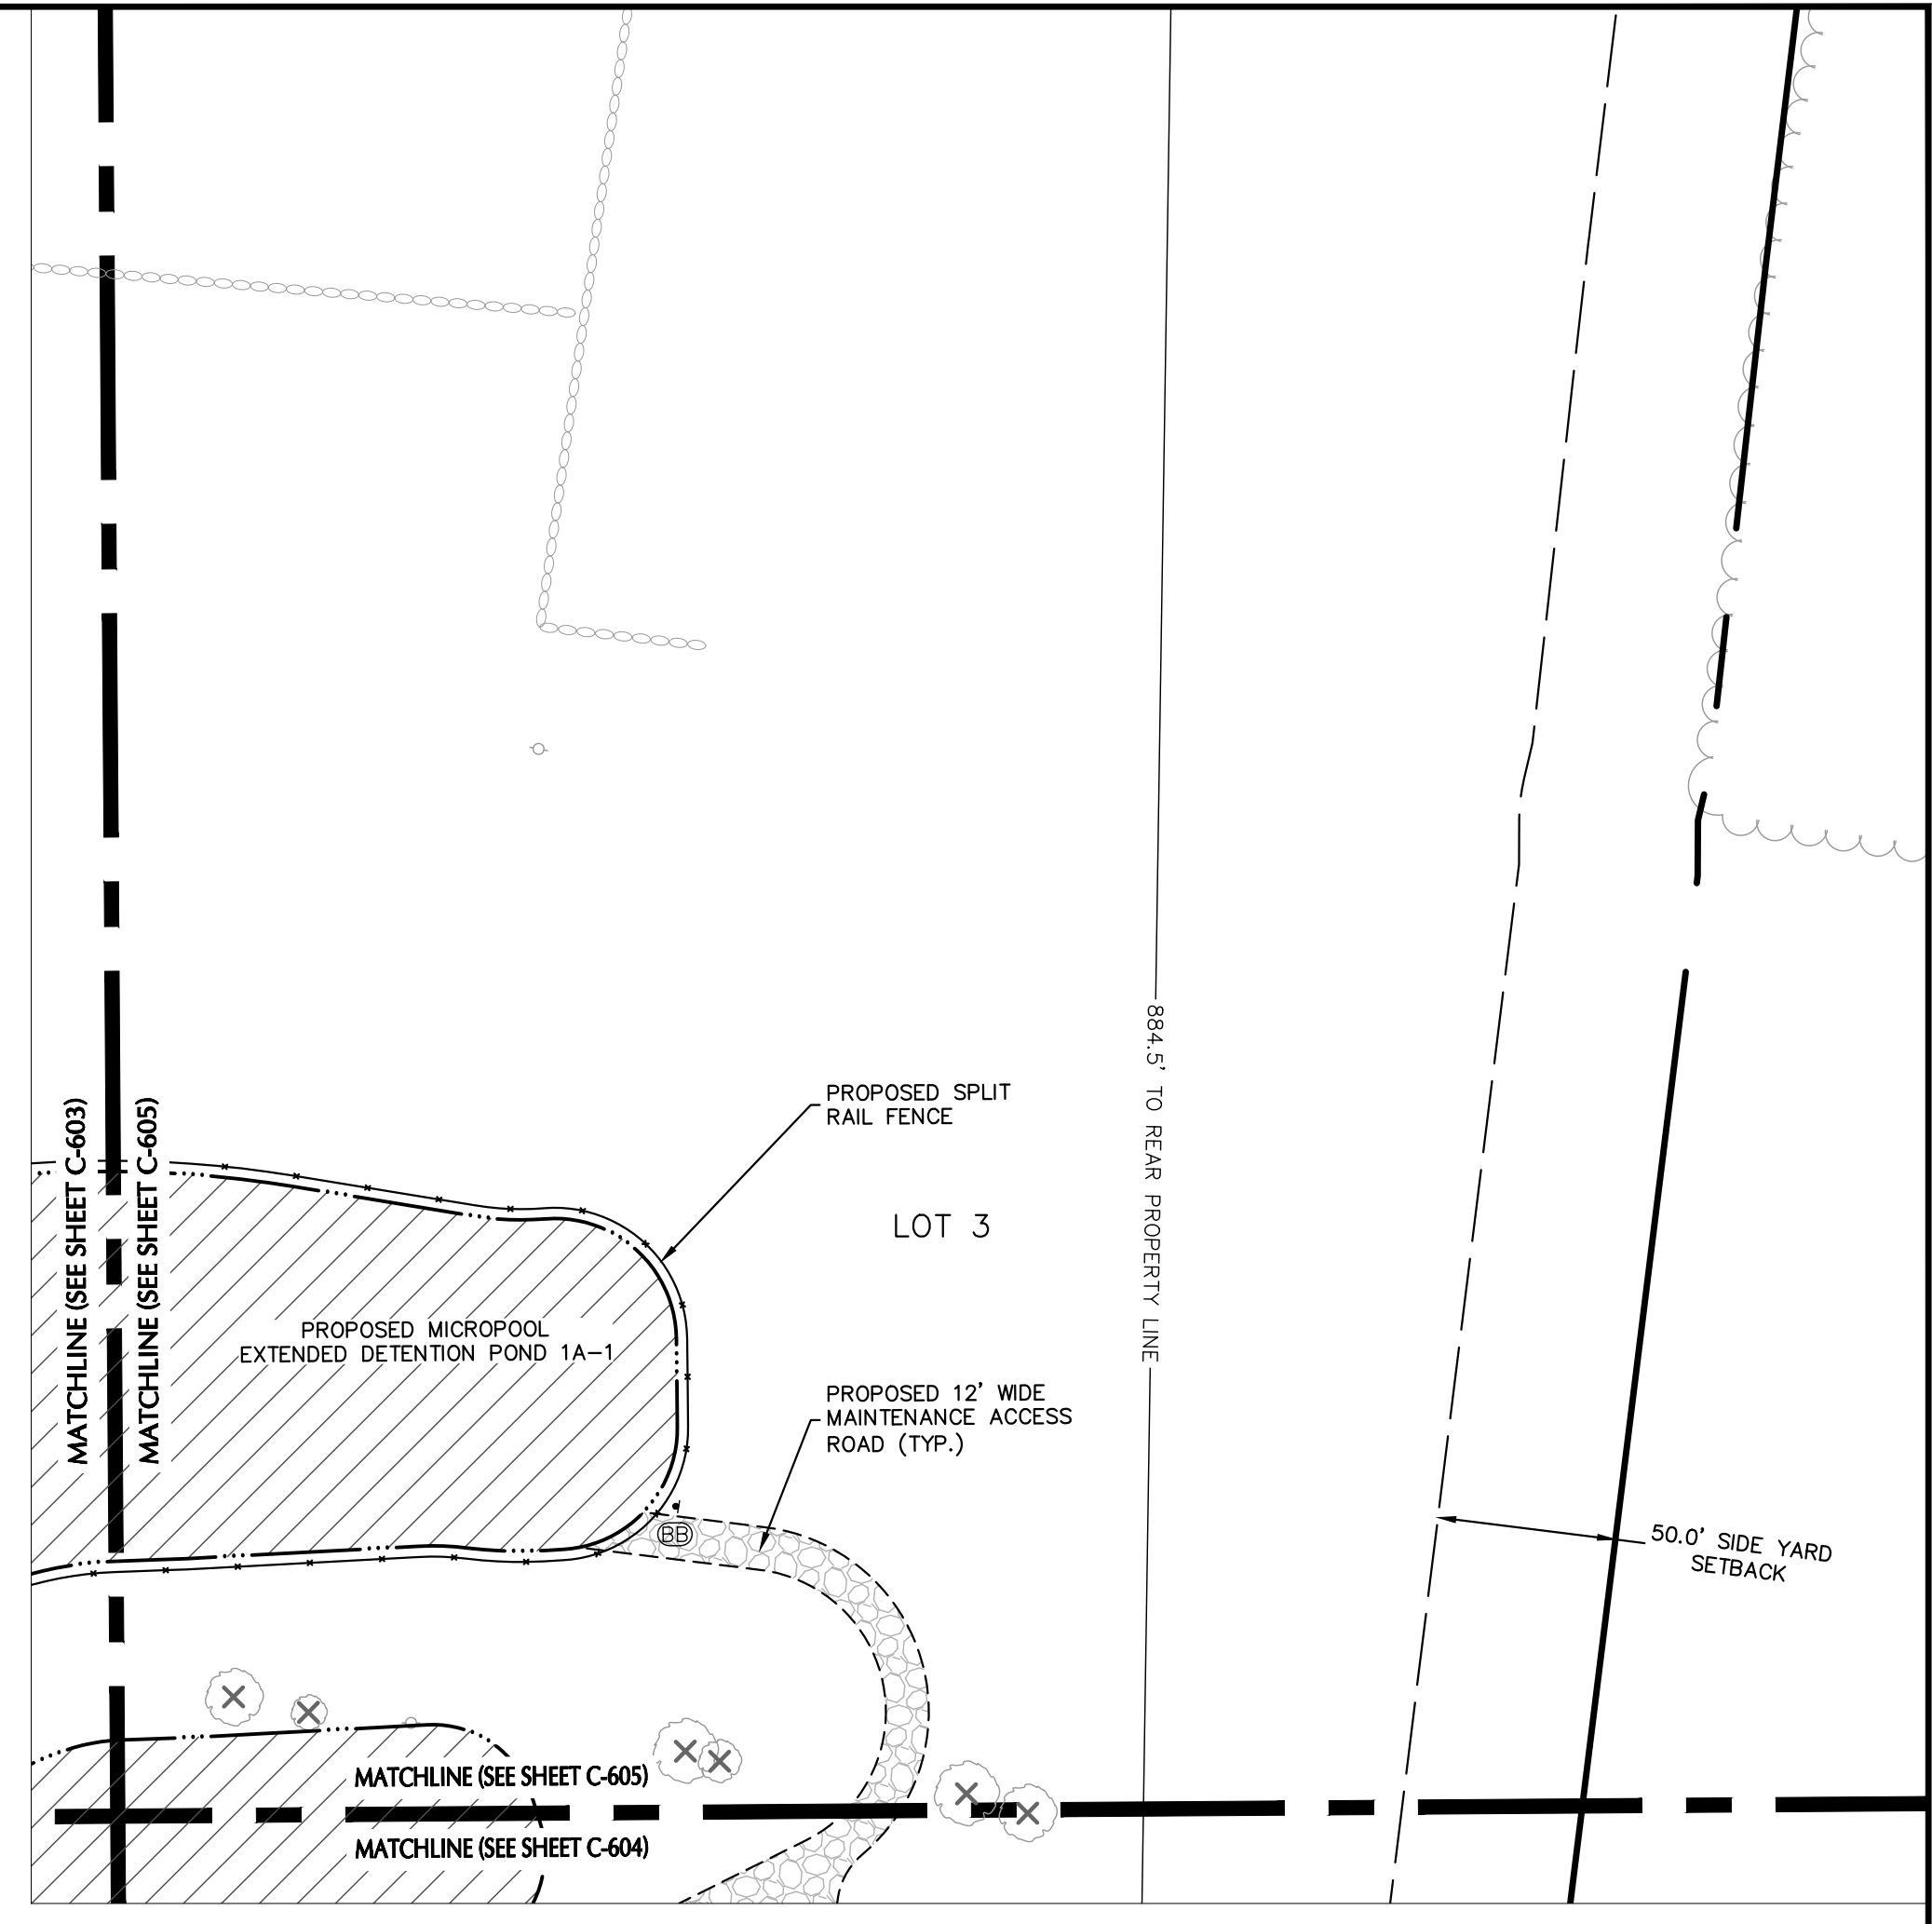 884.5' TO REAR PROPERTY LINE
PROPOSED SPLIT
RAIL FENCE
MATCHLINE (SEE SHEET C-603)
MATCHLINE (SEE SHEET C-605)
LOT 3
PROPOSED MICROPOOL
EXTENDED DETENTION POND 1A-1
PROPOSED 12' WIDE
MAINTENANCE ACCESS
ROAD (TYP.)
BB
50.0' SIDE YARD
SETBACK
MATCHLINE (SEE SHEET C-605)
MATCHLINE (SEE SHEET C-604)